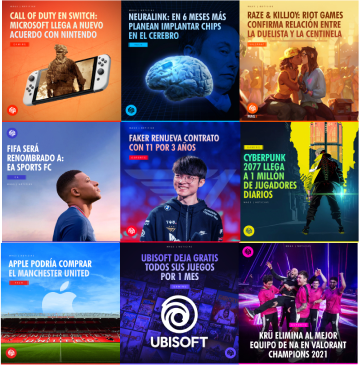 CALL OF DUTY EN SWITCH:
MICROSOFT LLEGA A NUEVO
ACUERDO CON NINTENDO
NEURALINK: EN 6 MESES MÁS
PLANEAN IMPLANTAR CHIPS
EN EL CEREBRO
RAZE & KILLJOY: RIOT GAMES
CONFIRMA RELACIÓN ENTRE
LA DUELISTA Y LA CENTINELA
FIFA SERÁ
RENOMBRADO A:
EA SPORTS FC
FAKER RENUEVA CONTRATO
CON T1 POR 3 AÑOS
CYBERPUNK
2077 LLEGA A
1 MILLÓN
DE JUGADORES
DIARIOS
APPLE PODRÍA COMPRAR
EL MANCHESTER UNITED
UBISOFT DEJA GRATIS
TODOS SUS JUEGOS
POR 1 MES
UBISOFT
KRÜ ELIMINA AL MEJOR
EQUIPO DE NA EN VALORANT
CHAMPIONS 2021